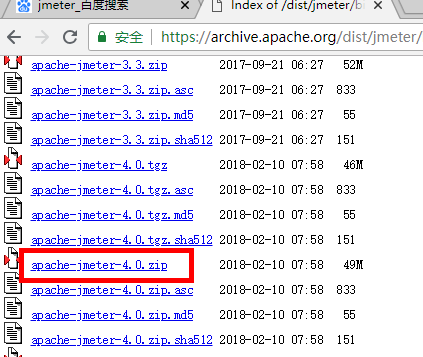 jmeter_百度搜索
Index of /dist/jmeter/b
安全 https://archive.apache.org/dist/jmeter/
apache-jmeter-3.3.zip 2017-09-21 06:27 52M
apache-jmeter-3.3.zip.asc 2017-09-21 06:27 833
apache-jmeter-3.3.zip.md5 2017-09-21 06:27 55
apache-jmeter-3.3.zip.sha512 2017-09-21 06:27 151
apache-jmeter-4.0.tgz 2018-02-10 07:58 46M
apache-jmeter-4.0.tgz.asc 2018-02-10 07:58 833
apache-jmeter-4.0.tgz.md5 2018-02-10 07:58 55
apache-jmeter-4.0.tgz.sha512 2018-02-10 07:58 151
apache-jmeter-4.0.zip 2018-02-10 07:58 49M
apache-jmeter-4.0.zip.asc 2018-02-10 07:58 833
apache-jmeter-4.0.zip.md5 2018-02-10 07:58 55
apache-jmeter-4.0.zip.sha512 2018-02-10 07:58 151